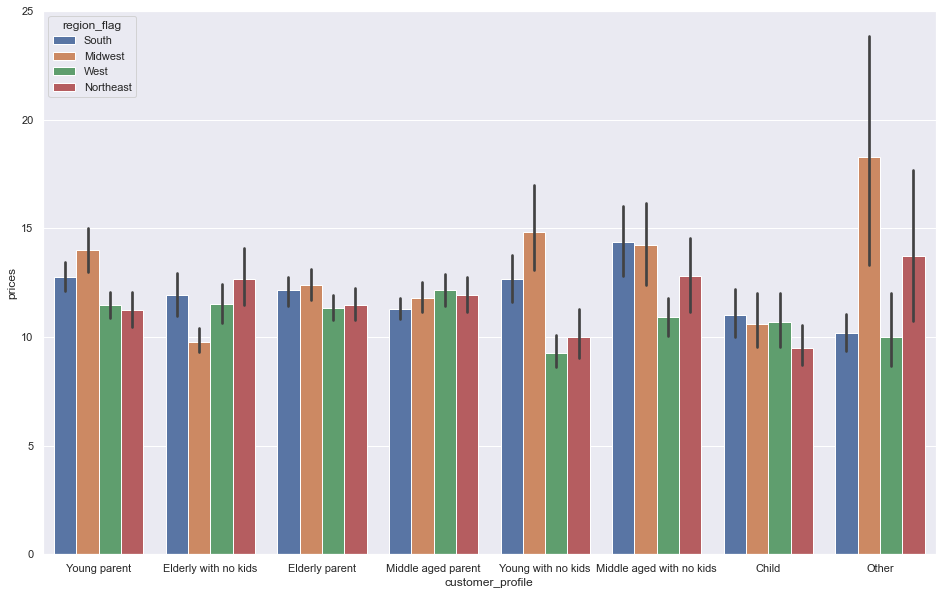 25
20
15
10
5
0
prices
region_flag
South
Midwest
West
Northeast
Young parent
Elderly with no kids
Elderly parent
Middle aged parent
Young with no kids
Middle aged with no kids
Child
Other
customer_profile